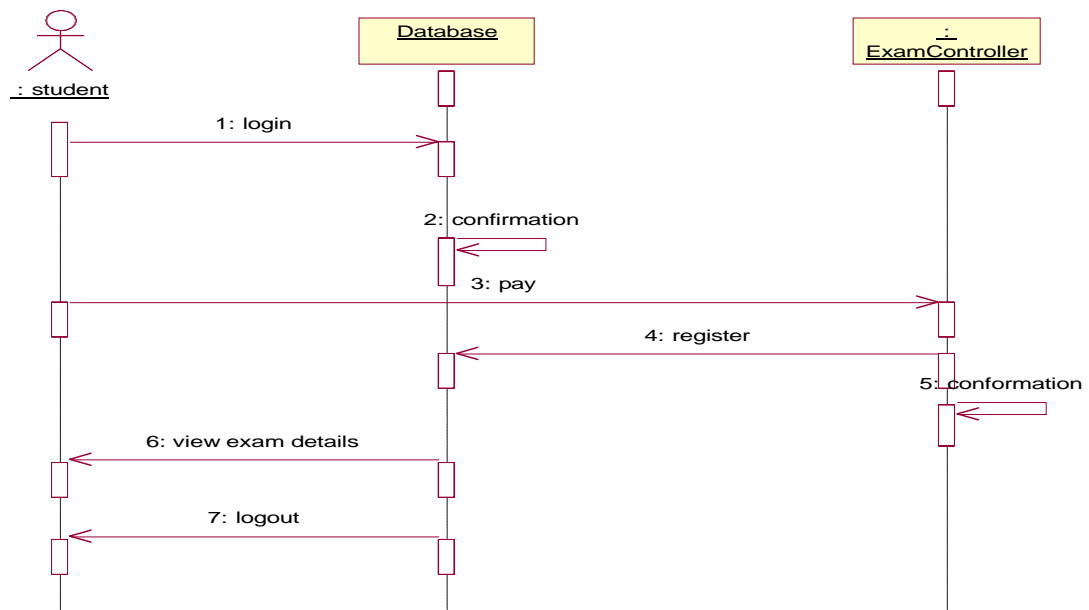 : student
Database
:
ExamController
1: login
2: confirmation
3: pay
4: register
5: conformation
6: view exam details
7: logout